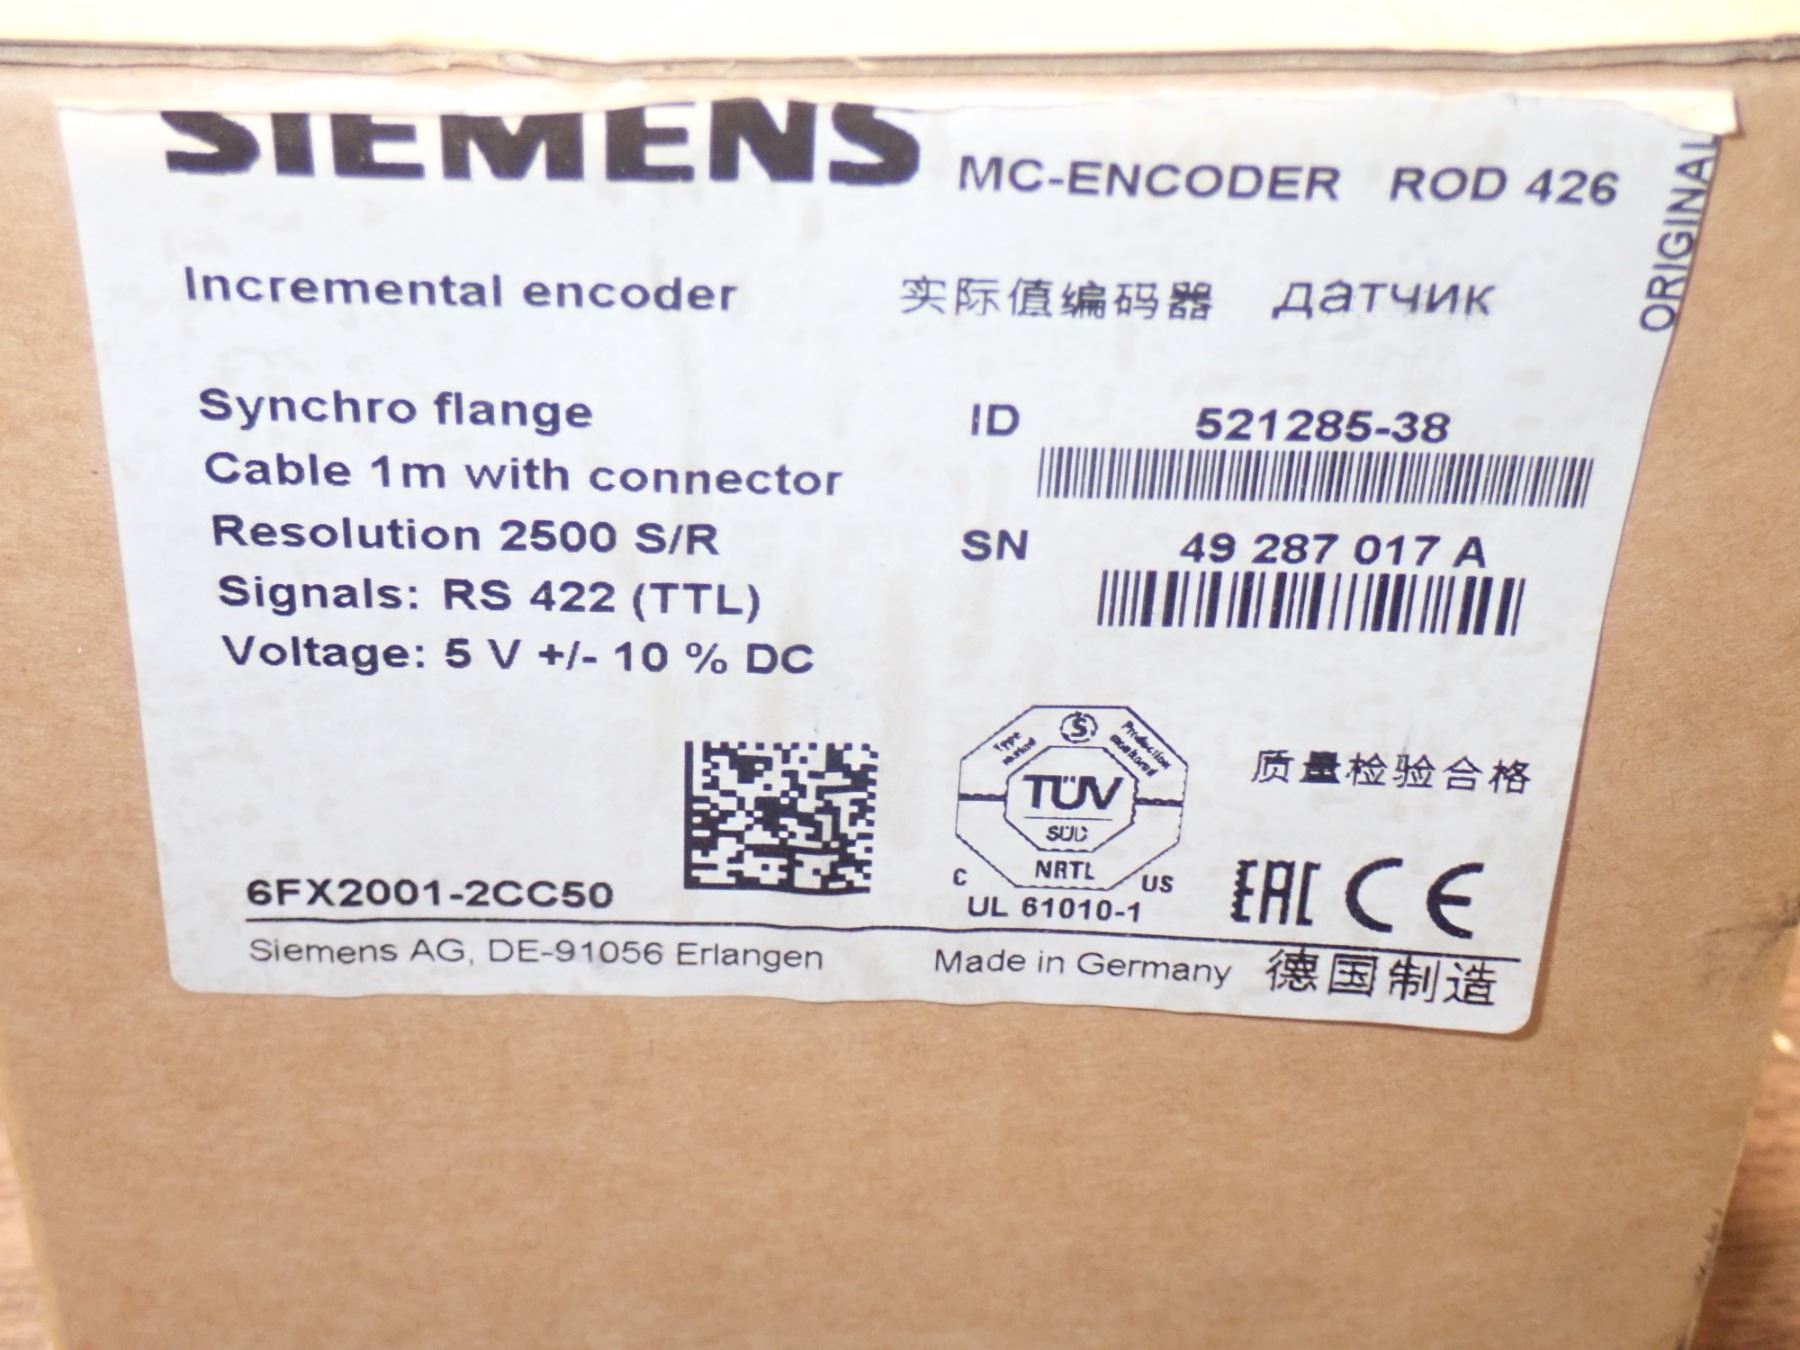 SIEMENS MC-ENCODER ROD 426
ORIGINAL
Incremental encoder 实际值编码器 датчик
Synchro flange
Cable 1m with connector
Resolution 2500 S/R
Signals: RS 422 (TTL)
Voltage: 5 V +/- 10 % DC
ID 521285-38
SN 49 287 017 A
Type
S
Production
monitored
TÜV
SÜD
NRTL
C US
UL 61010-1
质量检验合格
EAC CE
6FX2001-2CC50
Siemens AG, DE-91056 Erlangen
Made in Germany 德国制造